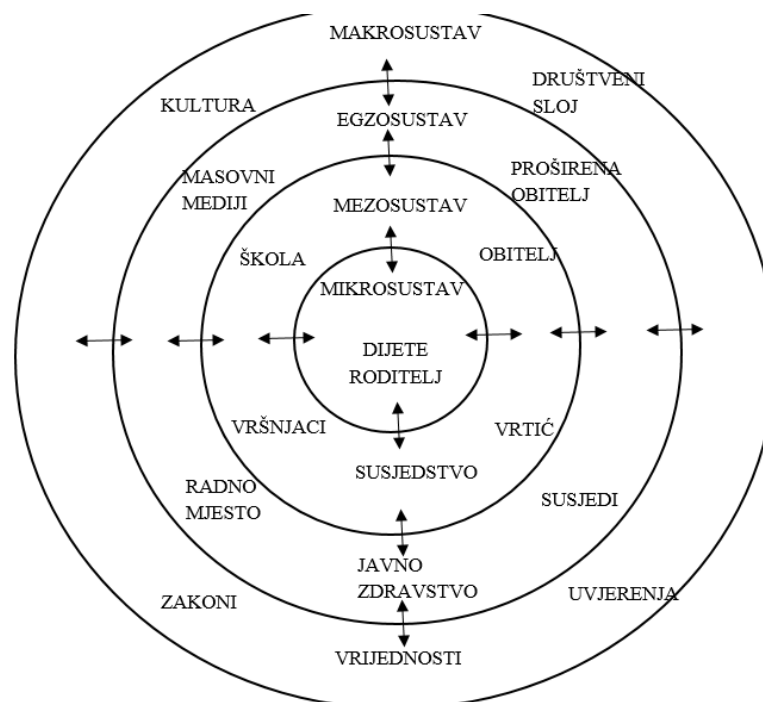 MAKROSUSTAV
DRUŠTVENI
SLOJ
KULTURA
EGZOSUSTAV
MASOVNI
MEDIJI
PROŠIRENA
OBITELJ
MEZOSUSTAV
ŠKOLA
OBITELJ
MIKROSUSTAV
DIJETE
RODITELJ
VRŠNJACI
VRTIĆ
SUSJEDSTVO
RADNO
MJESTO
SUSJEDI
JAVNO
ZDRAVSTVO
ZAKONI
UVJERENJA
VRIJEDNOSTI